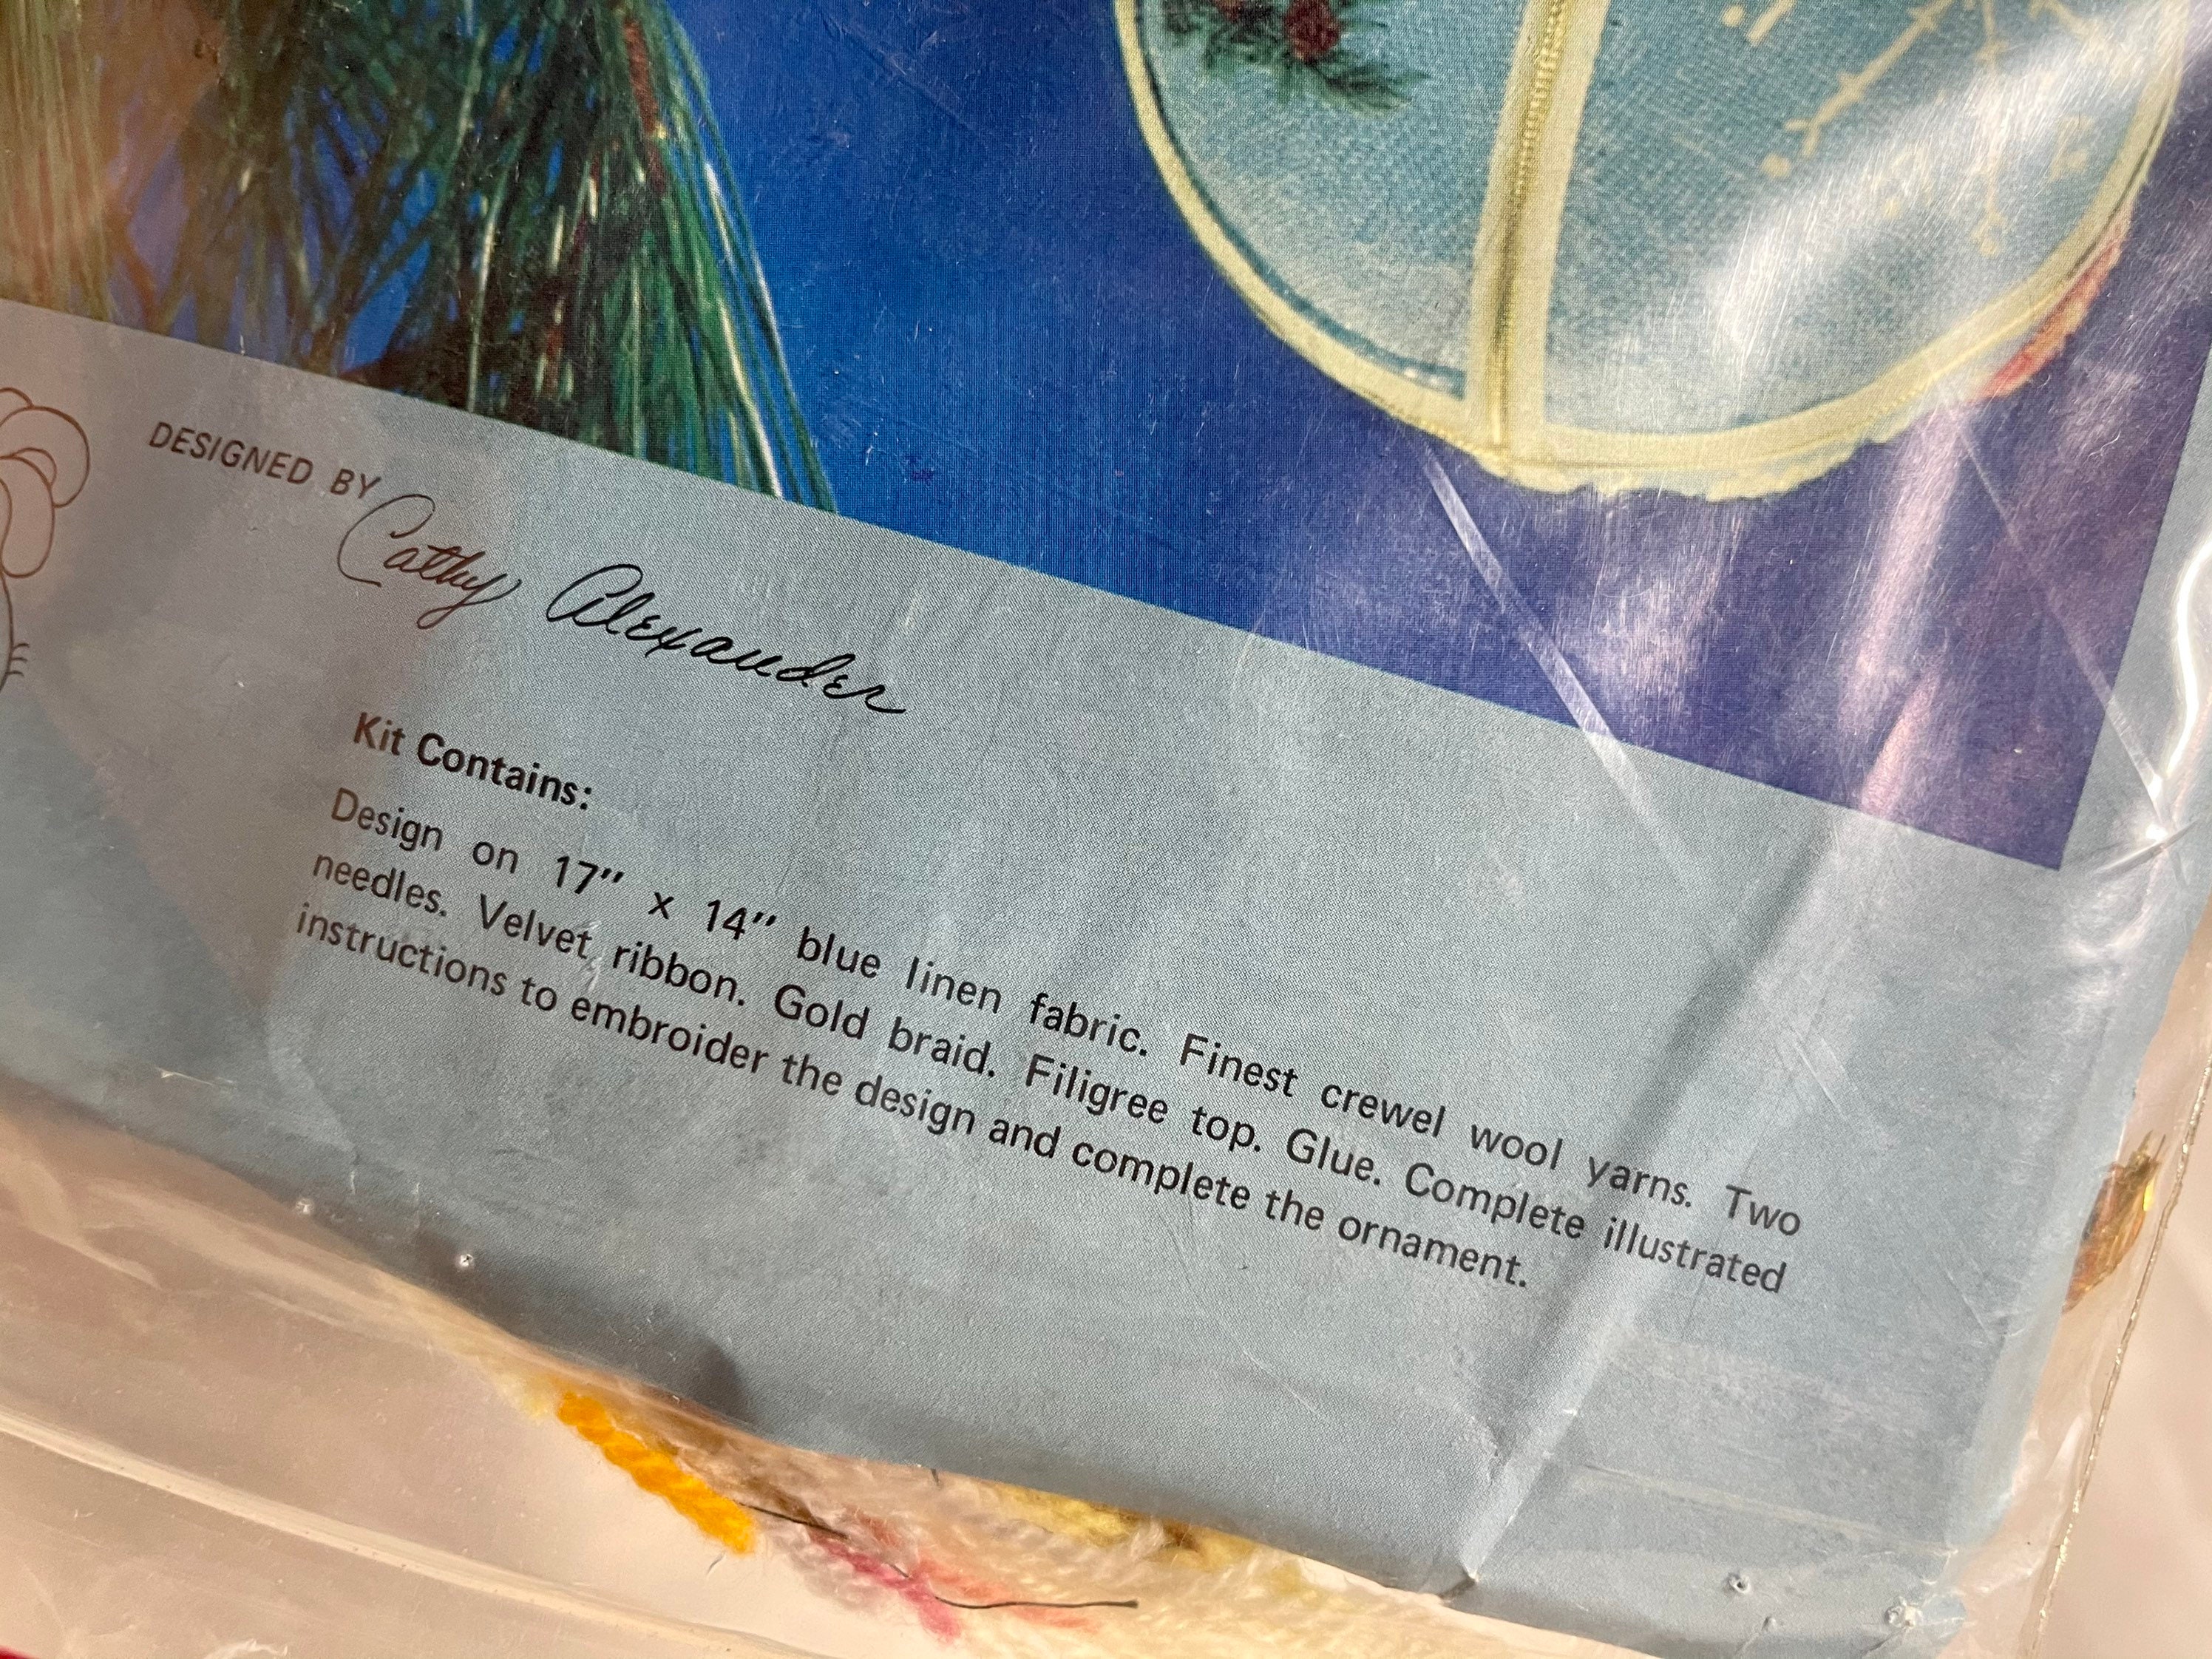 DESIGNED BY
Cathy Alexander
Kit Contains:
Design on 17″ x 14″ blue linen fabric. Finest crewel wool yarns. Two
needles. Velvet ribbon. Gold braid. Filigree top. Glue. Complete illustrated
instructions to embroider the design and complete the ornament.